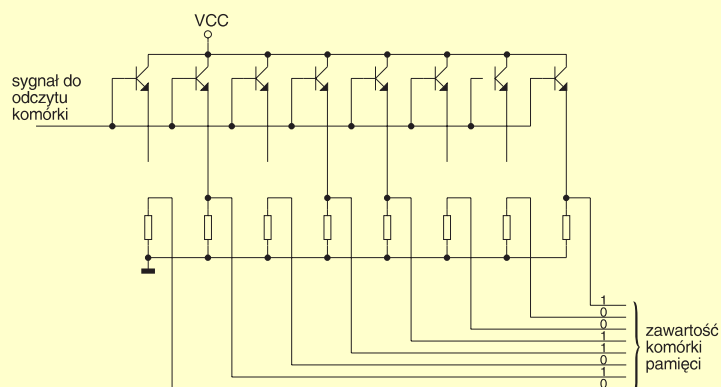 VCC
sygnał do
odczytu
komórki
1
0
0
1
1
0
1
0
zawartość
komórki
pamięci